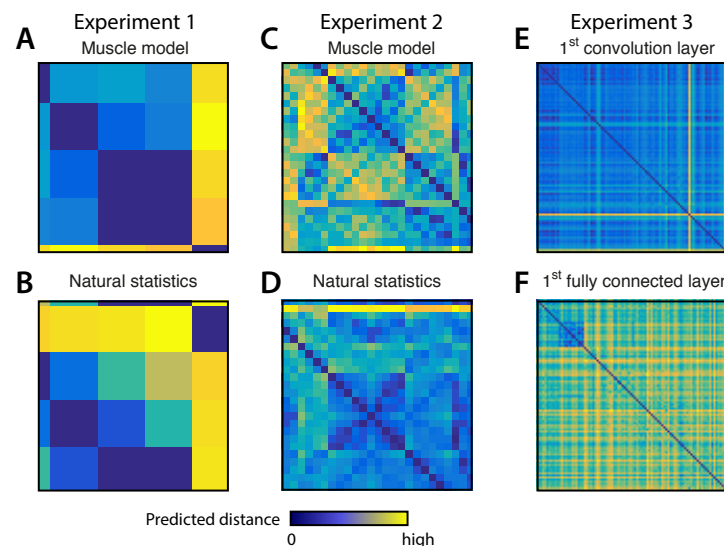 Experiment 1
Experiment 2
Experiment 3
A
Muscle model
C
Muscle model
E
1st convolution layer
B
Natural statistics
D
Natural statistics
F
1st fully connected layer
Predicted distance
0
high